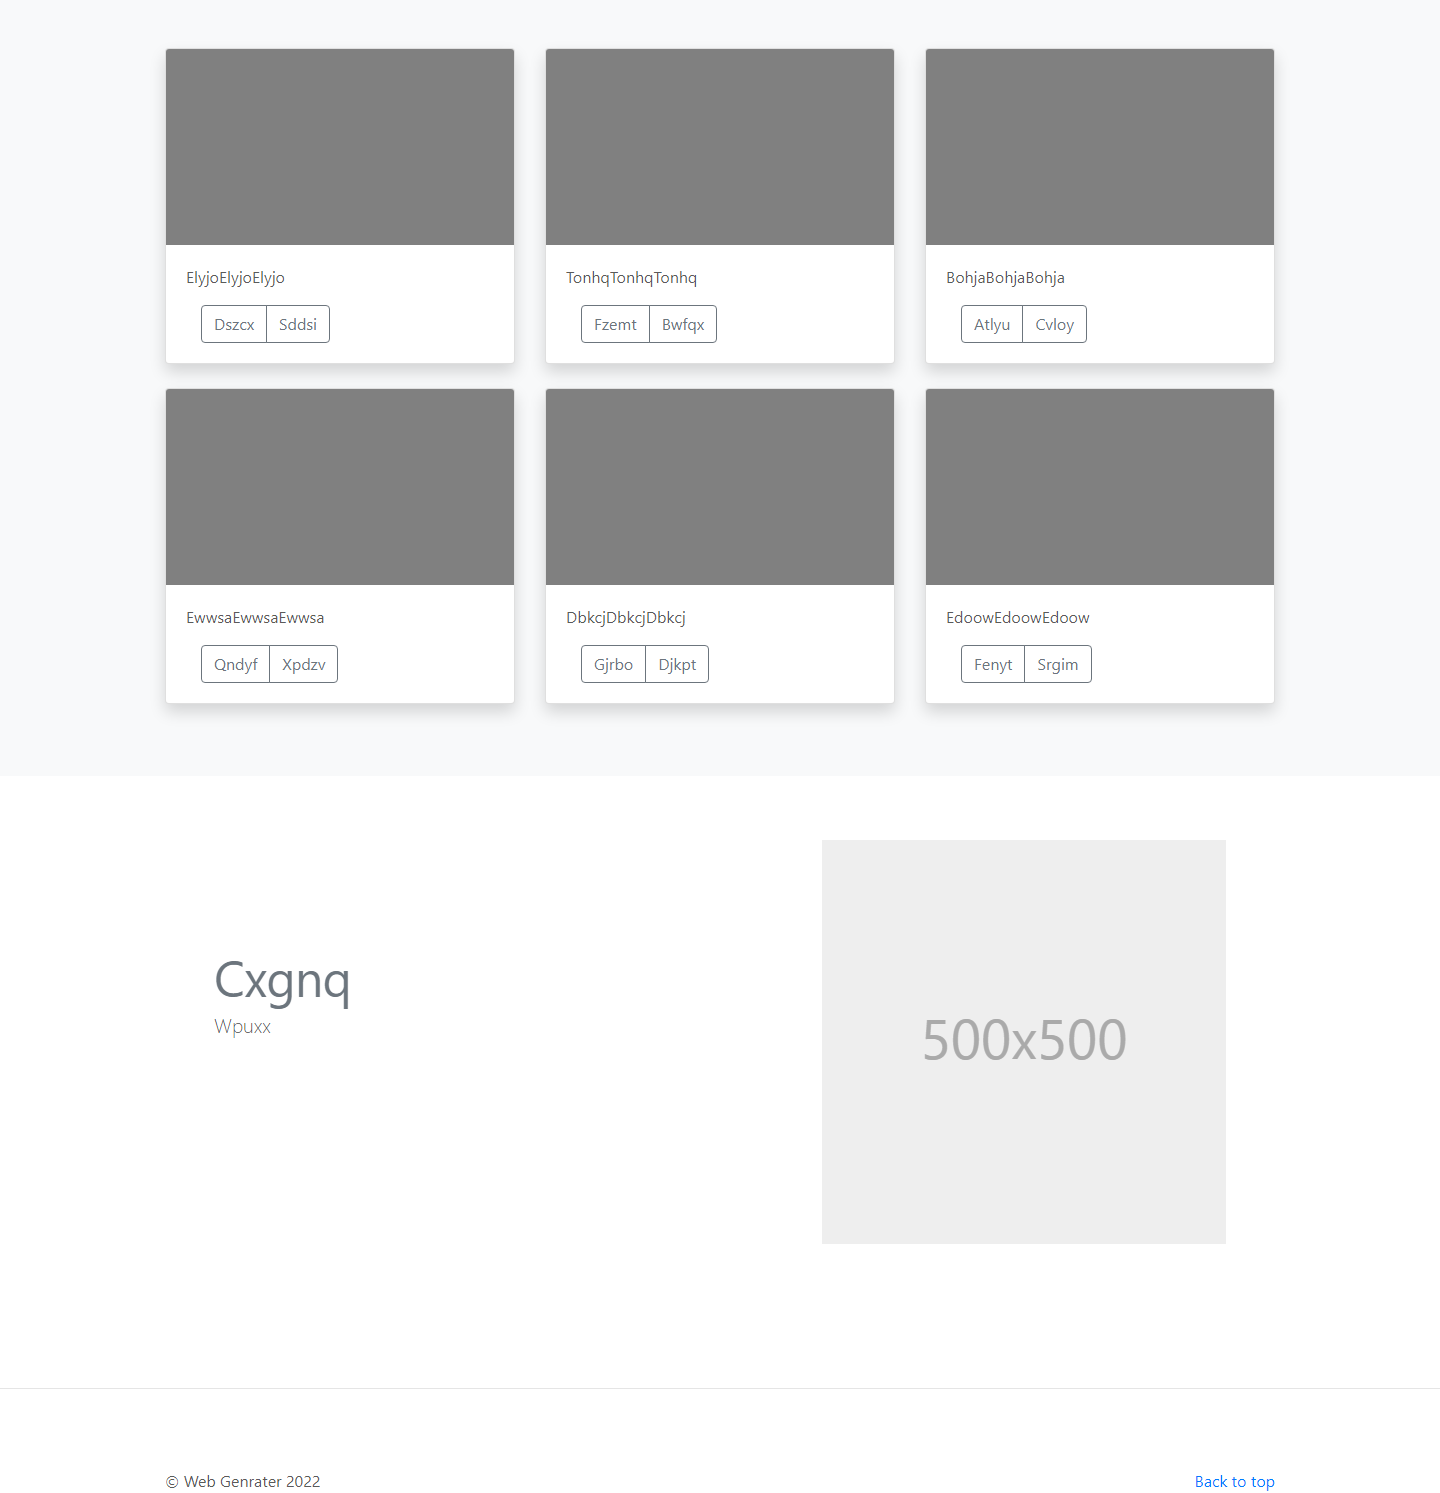 ElyjoElyjoElyjo
Dszcx Sddsi
TonhqTonhqTonhq
Fzemt Bwfqx
BohjaBohjaBohja
Atlyu Cvloy
EwwsaEwwsaEwwsa
Qndyf Xpdzv
DbkcjDbkcjDbkcj
Gjrbo Djkpt
EdoowEdoowEdoow
Fenyt Srgim
Cxgnq
Wpuxx
500x500
© Web Genrater 2022
Back to top